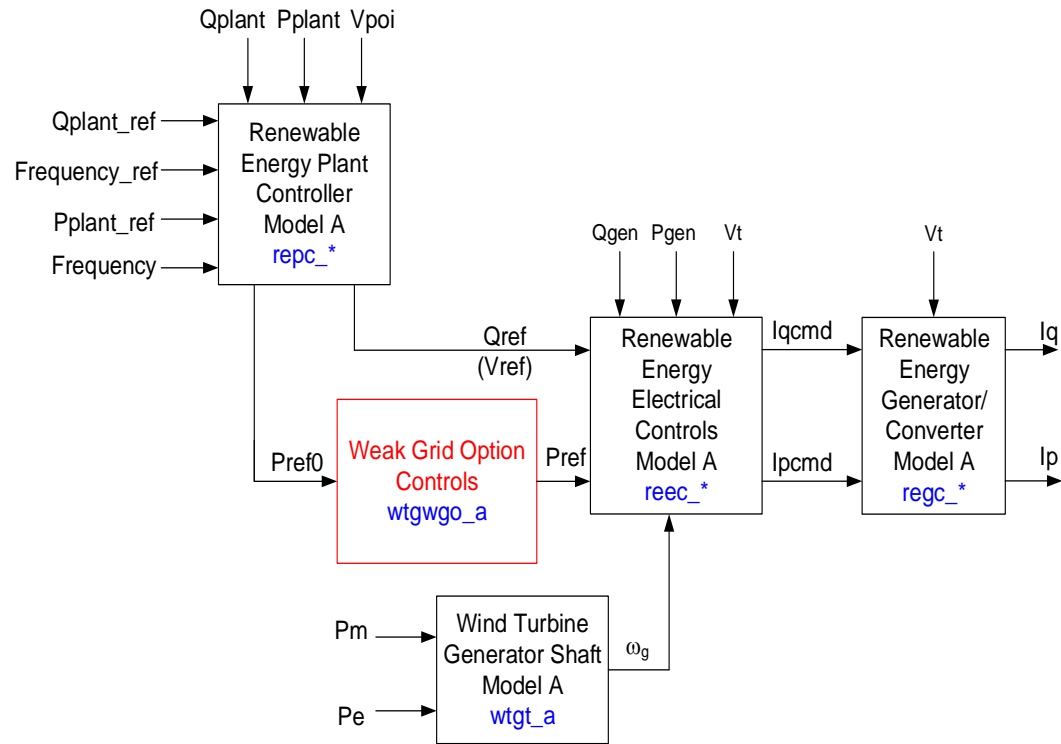 Qplant Pplant Vpoi
Qplant_ref
Frequency_ref
Pplant_ref
Frequency
Renewable
Energy Plant
Controller
Model A
repc_*
Qgen Pgen Vt
Vt
Qref
(Vref)
Renewable
Energy
Electrical
Controls
Model A
reec_*
Iqcmd
Ipcmd
Renewable
Energy
Generator/
Converter
Model A
regc_*
Iq
Ip
Pref0
Weak Grid Option
Controls
wtgwgo_a
Pref
Pm
Pe
Wind Turbine
Generator Shaft
Model A
wtgt_a
ωg